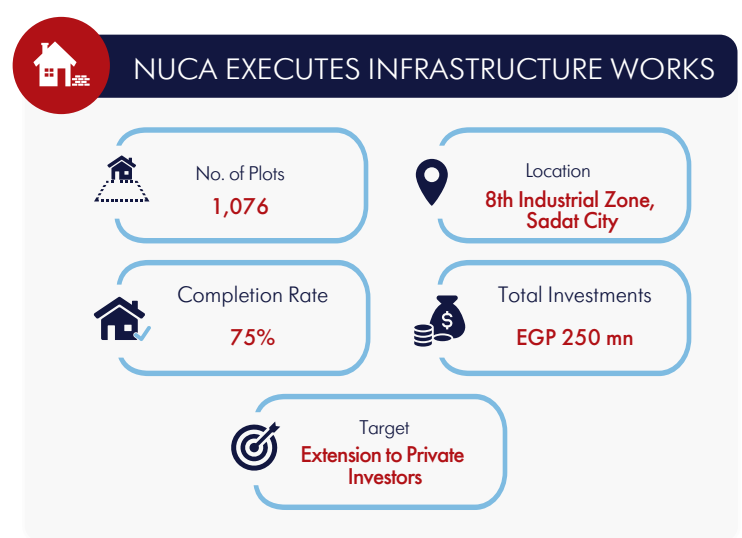 NUCA EXECUTES INFRASTRUCTURE WORKS
No. of Plots
1,076
Location
8th Industrial Zone,
Sadat City
Completion Rate
75%
Total Investments
$
EGP 250 mn
Target
Extension to Private
Investors